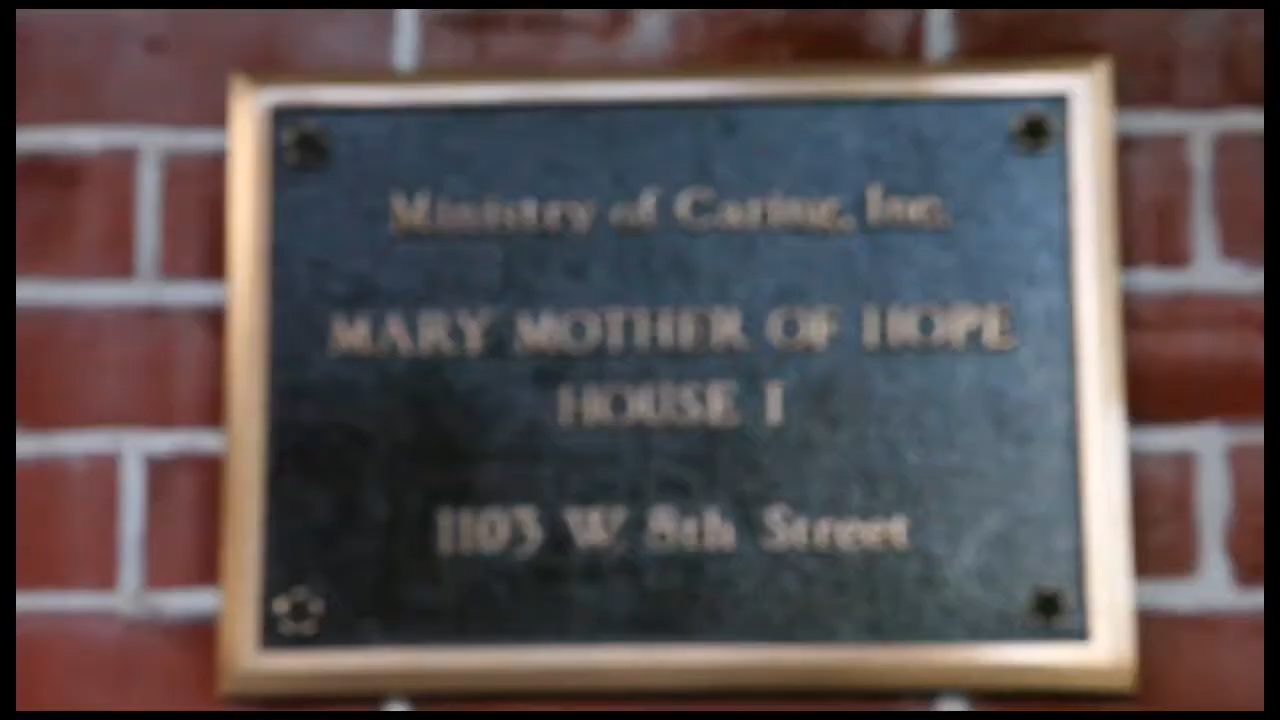 Ministry of Caring, Inc.
MARY MOTHER OF HOPE
HOUSE I
1103 W. 8th Street